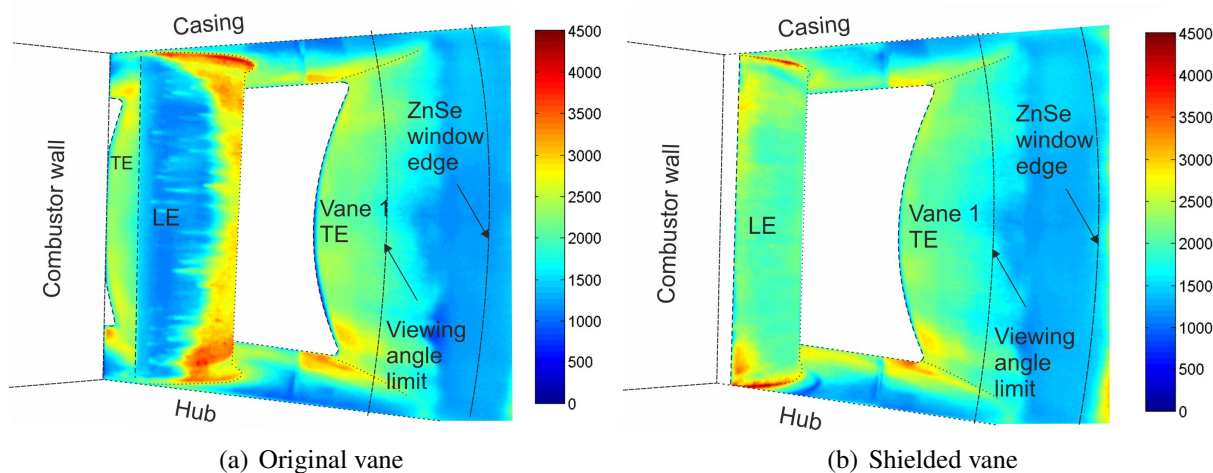 Casing
4500
4000
3500
3000
2500
2000
1500
1000
500
0
ZnSe
window
edge
TE
Combustor wall
LE
Vane 1
TE
Viewing
angle
limit
Hub
(a) Original vane
Casing
4500
4000
3500
3000
2500
2000
1500
1000
500
0
ZnSe
window
edge
Combustor wall
LE
Vane 1
TE
Viewing
angle
limit
Hub
(b) Shielded vane